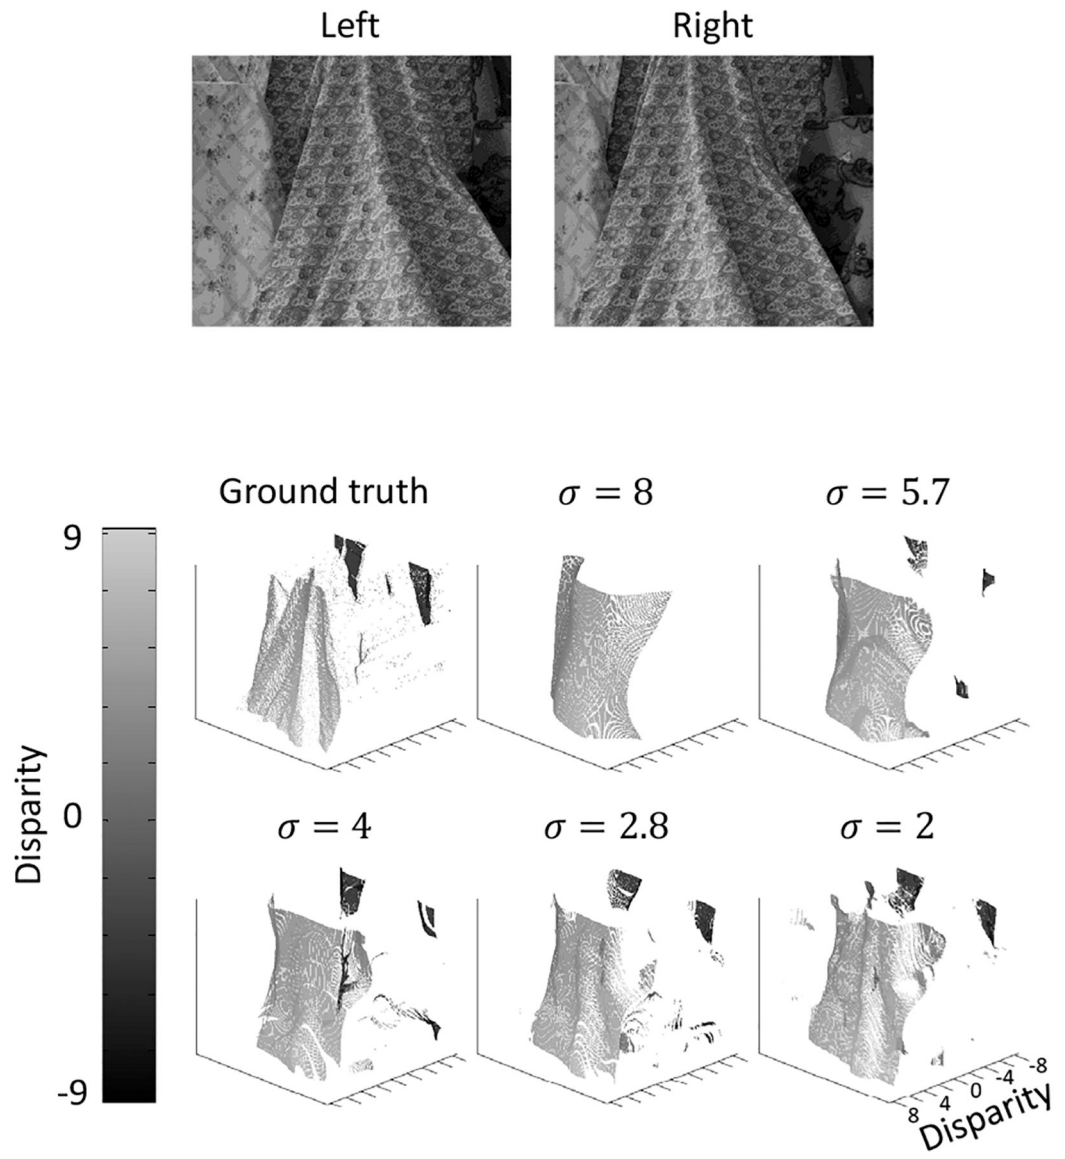 Left Right
Ground truth σ = 8 σ = 5.7
9
0
-9
Disparity
σ = 4 σ = 2.8 σ = 2
8 4 0 -4 -8
Disparity